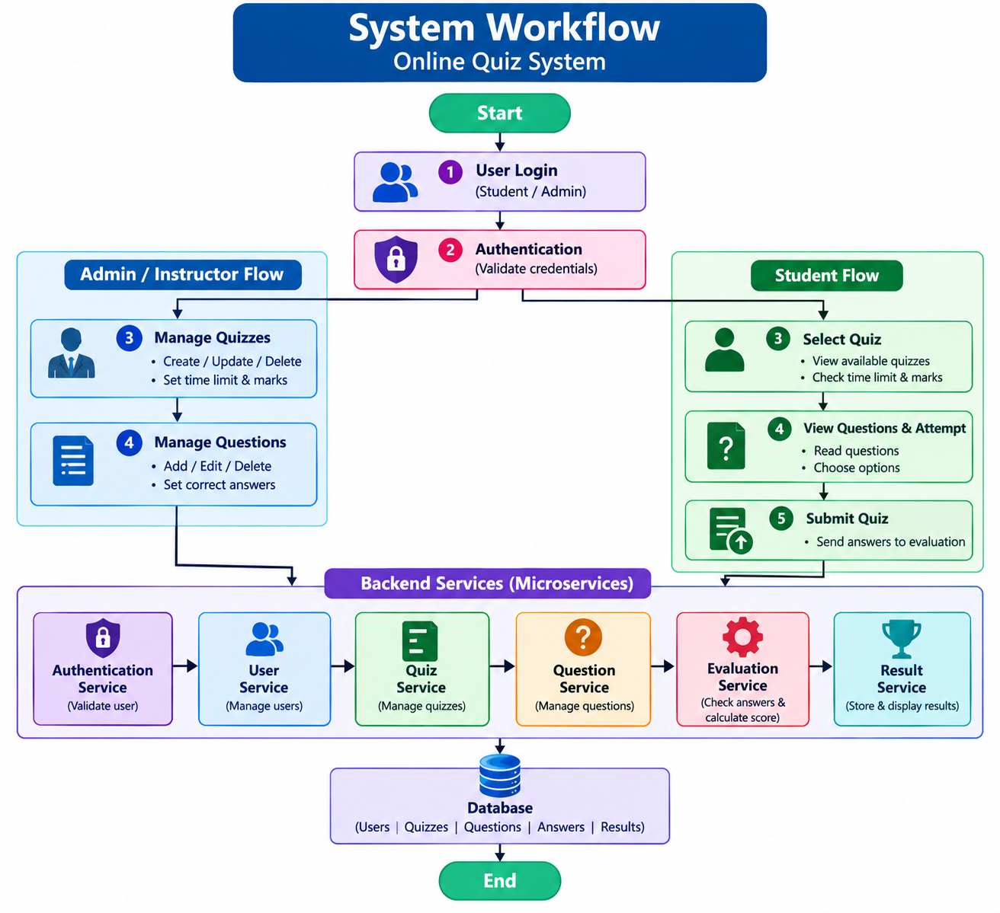 System Workflow
Online Quiz System
Start
1
User Login
(Student / Admin)
2
Authentication
(Validate credentials)
Admin / Instructor Flow
3
Manage Quizzes
• Create / Update / Delete
• Set time limit & marks
4
Manage Questions
• Add / Edit / Delete
• Set correct answers
Student Flow
3
Select Quiz
• View available quizzes
• Check time limit & marks
?
4
View Questions & Attempt
• Read questions
• Choose options
5
Submit Quiz
• Send answers to evaluation
Backend Services (Microservices)
Authentication
Service
(Validate user)
User
Service
(Manage users)
Quiz
Service
(Manage quizzes)
?
Question
Service
(Manage questions)
Evaluation
Service
(Check answers &
calculate score)
Result
Service
(Store & display results)
Database
(Users | Quizzes | Questions | Answers | Results)
End